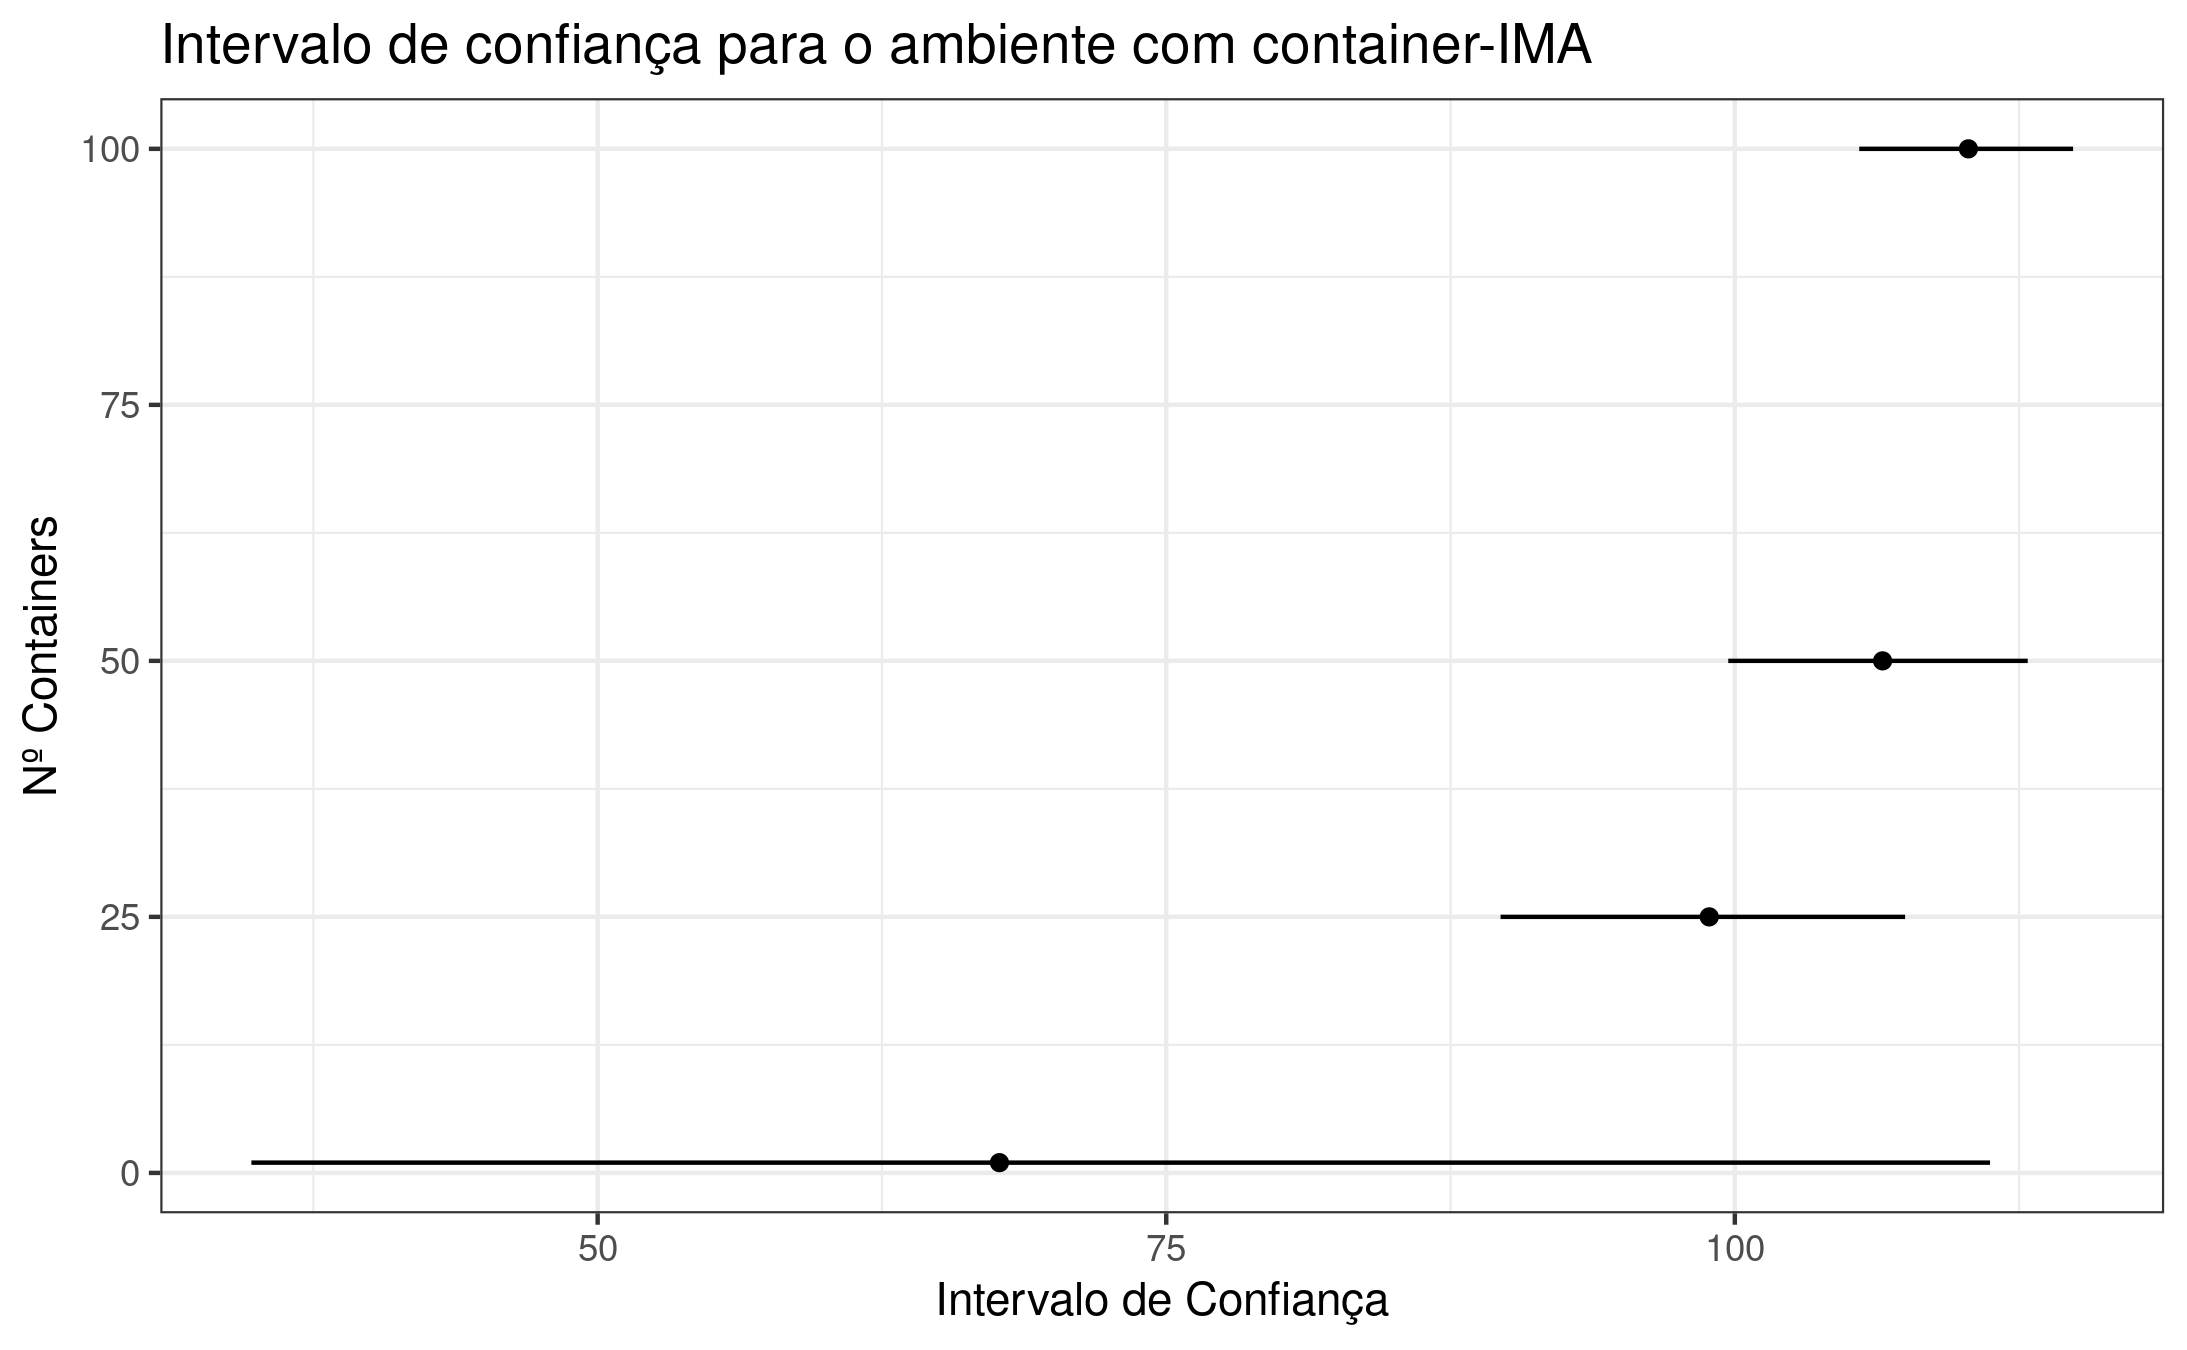 Intervalo de confiança para o ambiente com container-IMA
Nº Containers
100
75
50
25
0
50
75
100
Intervalo de Confiança